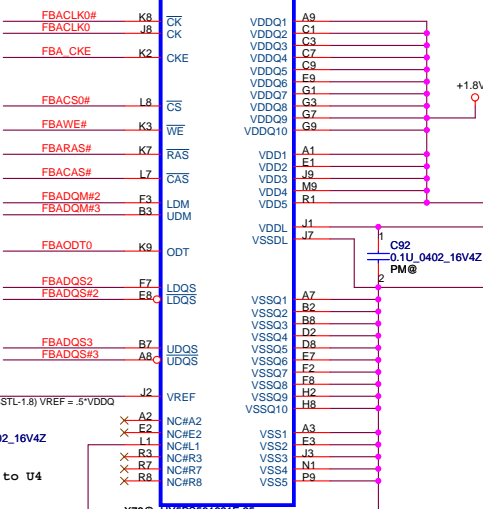 FBACLK0# K8 CK VDDQ1 A9
FBACLK0 J8 CK VDDQ2 C1
VDDQ3 C3
FBA_CKE K2 CKE VDDQ4 C7
VDDQ5 C9
VDDQ6 E9
VDDQ7 G1
+1.8V
FBACS0# L8 CS VDDQ8 G3
VDDQ9 G7
FBAWE# K3 WE VDDQ10 G9
FBARAS# K7 RAS VDD1 A1
VDD2 E1
FBACAS# L7 CAS VDD3 J9
VDD4 M9
FBADQM#2 F3 LDM VDD5 R1
FBADQM#3 B3 UDM
VDDL J1
VSSDL J7
1
FBAODT0 K9 ODT
C92
0.1U_0402_16V4Z
PM@
2
FBADQS2 F7 LDQS
FBADQS#2 E8 LDQS VSSQ1 A7
VSSQ2 B2
VSSQ3 B8
VSSQ4 D2
FBADQS3 B7 UDQS VSSQ5 D8
FBADQS#3 A8 UDQS VSSQ6 E7
VSSQ7 F2
VSSQ8 F8
J2 VREF VSSQ9 H2
STL-1.8) VREF = .5*VDDQ
VSSQ10 H8
A2 NC#A2
E2 NC#E2 VSS1 A3
02_16V4Z
L1 NC#L1 VSS2 E3
R3 NC#R3 VSS3 J3
R7 NC#R7 VSS4 N1
to U4
R8 NC#R8 VSS5 P9